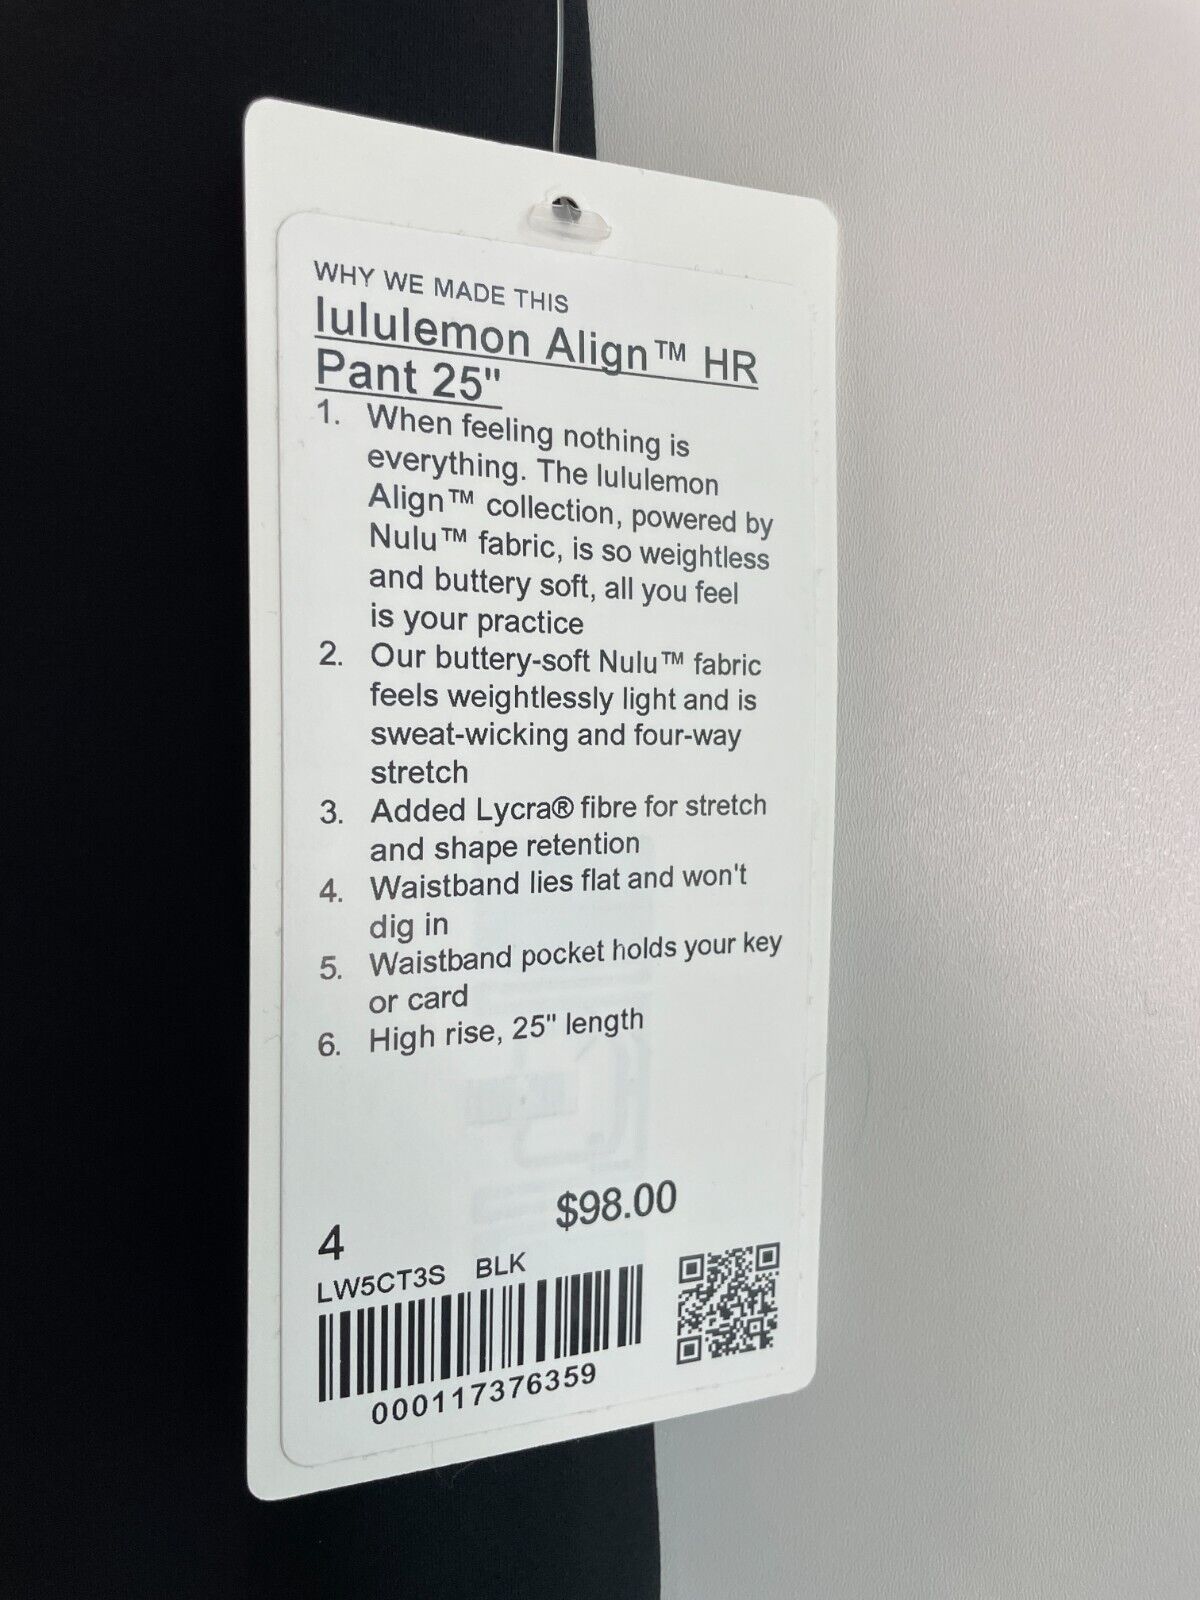 WHY WE MADE THIS
lululemon Align™ HR
Pant 25"
1. When feeling nothing is
everything. The lululemon
Align™ collection, powered by
Nulu™ fabric, is so weightless
and buttery soft, all you feel
is your practice
2. Our buttery-soft Nulu™ fabric
feels weightlessly light and is
sweat-wicking and four-way
stretch
3. Added Lycra® fibre for stretch
and shape retention
4. Waistband lies flat and won't
dig in
5. Waistband pocket holds your key
or card
6. High rise, 25" length
$98.00
4
LW5CT3S BLK
000117376359